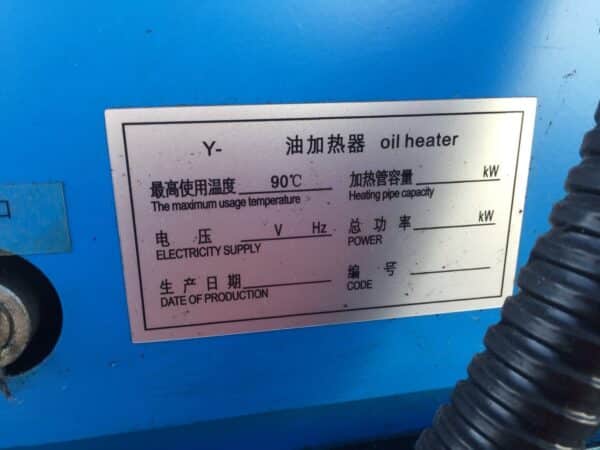 Y- 油加热器 oil heater
最高使用温度 90℃ 加热管容量 kW
The maximum usage temperature Heating pipe capacity
电 压 V Hz 总 功 率 kW
ELECTRICITY SUPPLY POWER
生 产 日 期 编 号
DATE OF PRODUCTION CODE